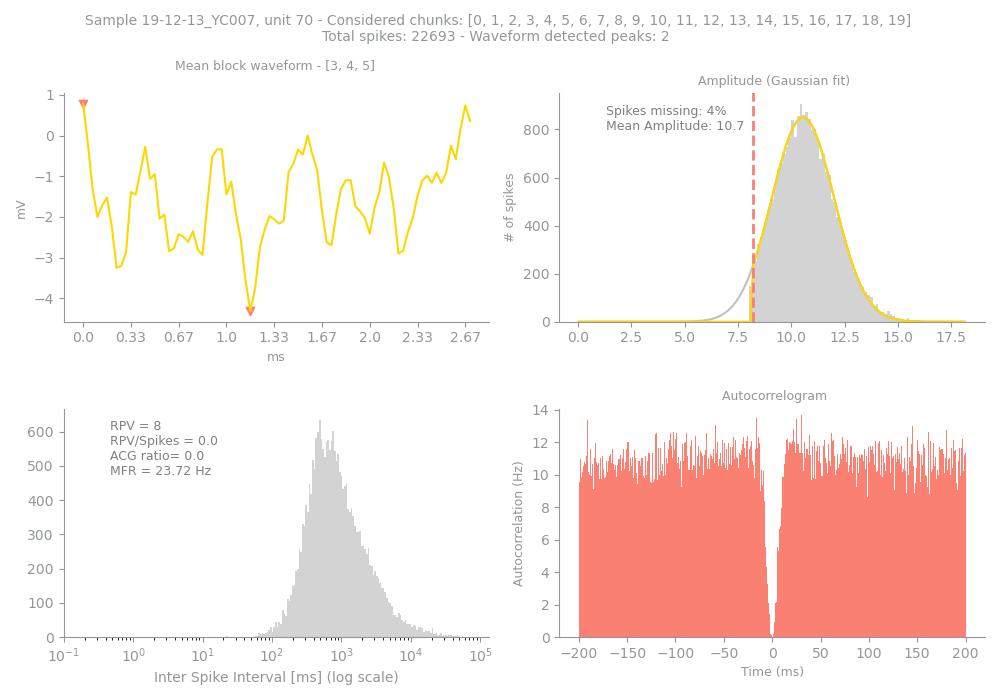 Sample 19-12-13_YC007, unit 70 - Considered chunks: [0, 1, 2, 3, 4, 5, 6, 7, 8, 9, 10, 11, 12, 13, 14, 15, 16, 17, 18, 19]
Total spikes: 22693 - Waveform detected peaks: 2
Mean block waveform - [3, 4, 5]
1
0
−1
−2
−3
−4
mV
0.0 0.33 0.67 1.0 1.33 1.67 2.0 2.33 2.67
ms
Amplitude (Gaussian fit)
Spikes missing: 4%
Mean Amplitude: 10.7
800
600
400
200
0
# of spikes
0.0 2.5 5.0 7.5 10.0 12.5 15.0 17.5
RPV = 8
RPV/Spikes = 0.0
ACG ratio= 0.0
MFR = 23.72 Hz
600
500
400
300
200
100
0
10⁻¹ 10⁰ 10¹ 10² 10³ 10⁴ 10⁵
Inter Spike Interval [ms] (log scale)
Autocorrelogram
14
12
10
8
6
4
2
0
Autocorrelation (Hz)
−200 −150 −100 −50 0 50 100 150 200
Time (ms)